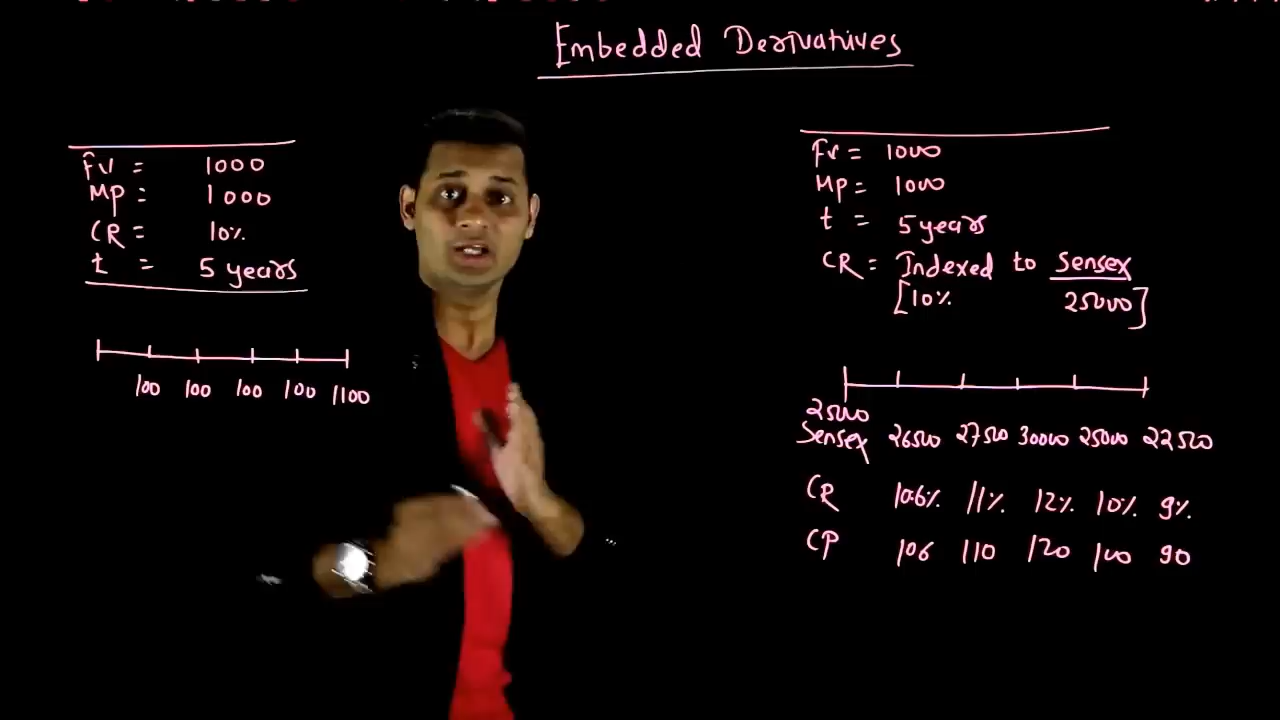 Embedded Derivatives
FV = 1000
MP = 1000
CR = 10%
t = 5 years
100 100 100 100 1100
FV = 1000
MP = 1000
t = 5 years
CR = Indexed to Sensex
[10% 25000]
25000
Sensex 26500 27500 30000 25000 22500
CR 10.6% 11% 12% 10% 9%
CP 106 110 120 100 90